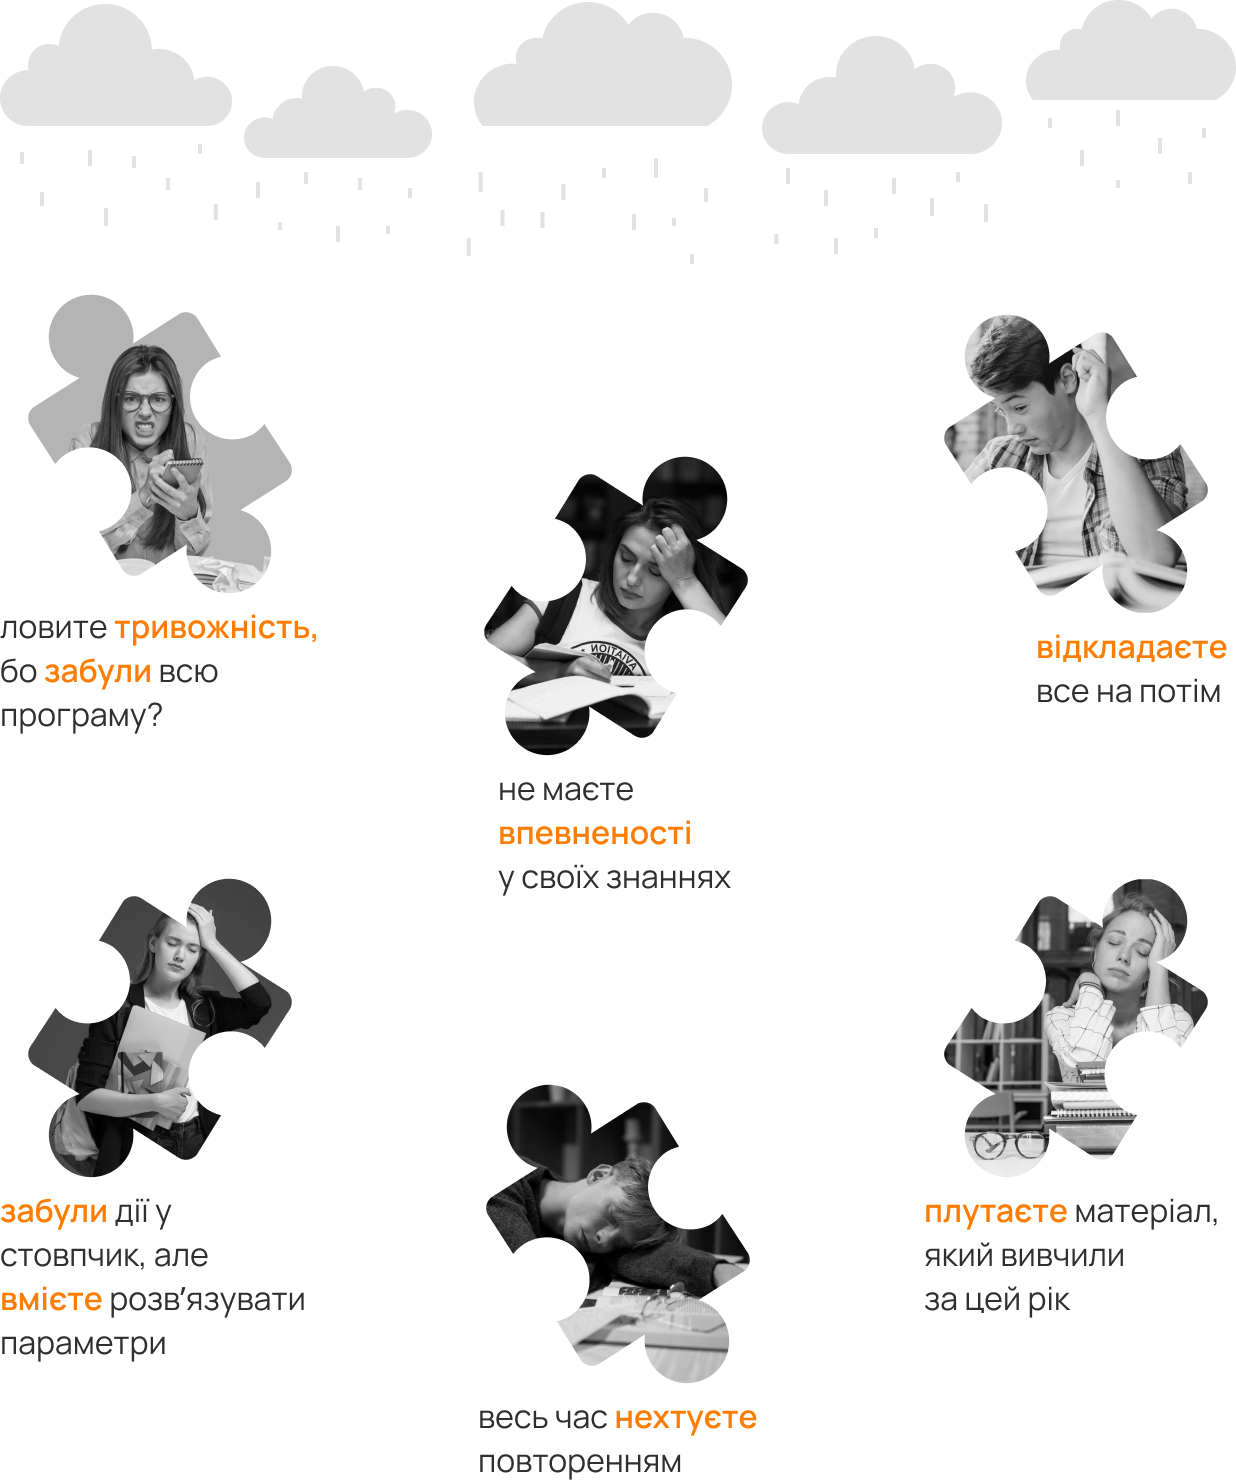 ловите тривожність,
бо забули всю
програму?
AVIATION
не маєте
впевненості
у своїх знаннях
відкладаєте
все на потім
забули дії у
стовпчик, але
вмієте розв’язувати
параметри
весь час нехтуєте
повторенням
плутаєте матеріал,
який вивчили
за цей рік